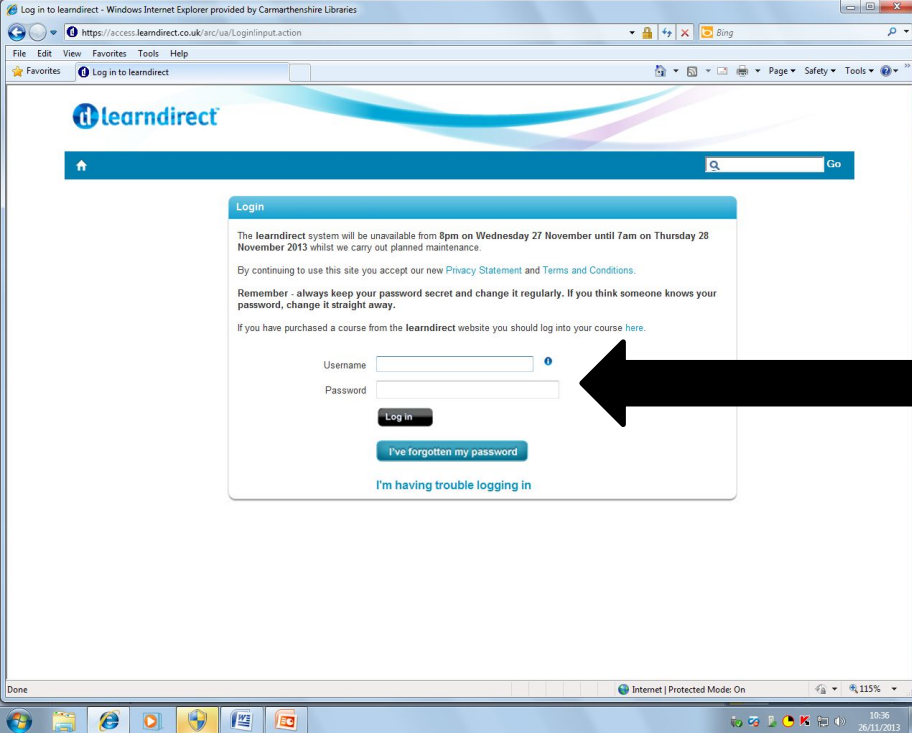 Log in to learndirect - Windows Internet Explorer provided by Carmarthenshire Libraries
https://access.learndirect.co.uk/arc/ua/Login!input.action
Bing
File Edit View Favorites Tools Help
Favorites
Log in to learndirect
Page Safety Tools
learndirect
Go
Login
The learndirect system will be unavailable from 8pm on Wednesday 27 November until 7am on Thursday 28
November 2013 whilst we carry out planned maintenance.
By continuing to use this site you accept our new Privacy Statement and Terms and Conditions.
Remember - always keep your password secret and change it regularly. If you think someone knows your
password, change it straight away.
If you have purchased a course from the learndirect website you should log into your course here.
Username
Password
Log in
I've forgotten my password
I'm having trouble logging in
Done
Internet | Protected Mode: On
115%
10:36
26/11/2013